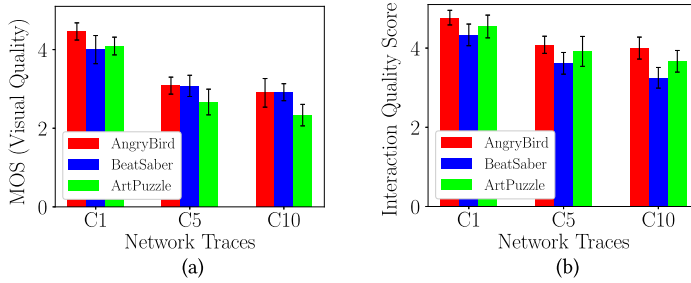 MOS (Visual Quality)
4
2
0
AngryBird
BeatSaber
ArtPuzzle
C1 C5 C10
Network Traces
(a)
Interaction Quality Score
4
2
0
AngryBird
BeatSaber
ArtPuzzle
C1 C5 C10
Network Traces
(b)